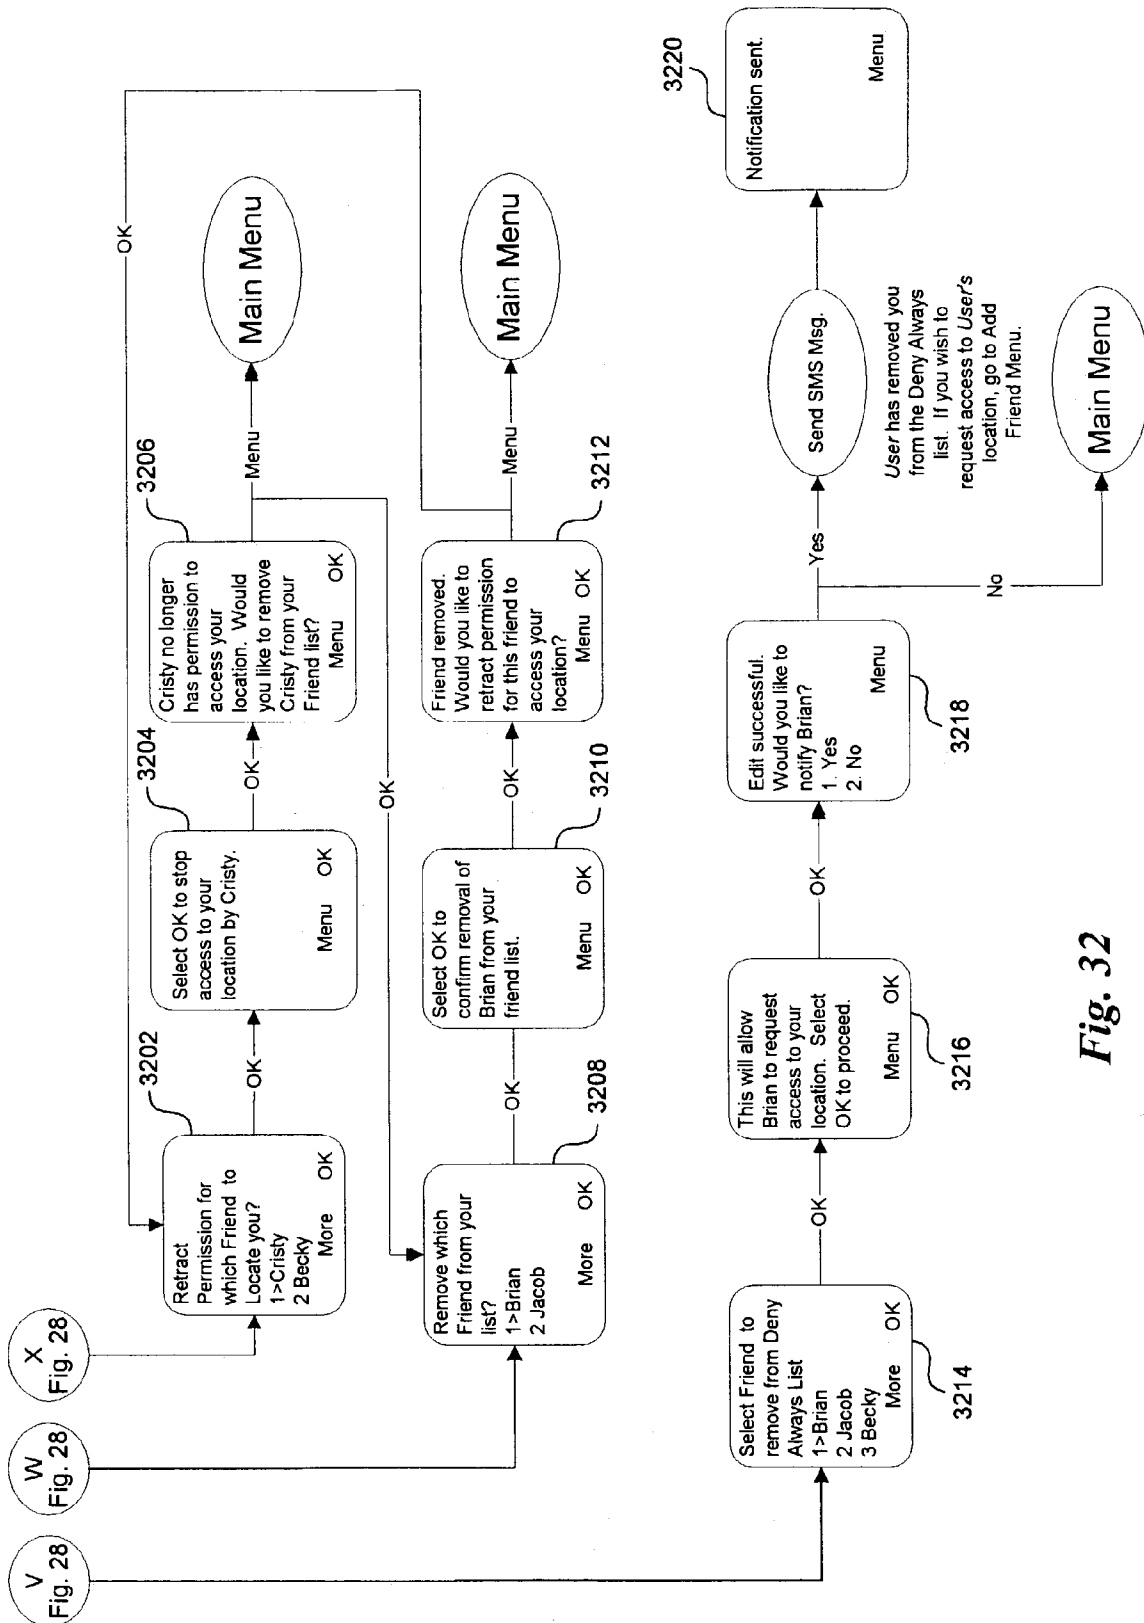 X
Fig. 28
W
Fig. 28
V
Fig. 28
3202
Retract
Permission for
which Friend to
Locate you?
1>Cristy
2 Becky
More OK
OK
3204
Select OK to stop
access to your
location by Cristy.
Menu OK
OK
3206
Cristy no longer
has permission to
access your
location. Would
you like to remove
Cristy from your
Friend list?
Menu OK
Menu
Main Menu
OK
OK
3208
Remove which
Friend from your
list?
1>Brian
2 Jacob
More OK
OK
3210
Select OK to
confirm removal of
Brian from your
friend list.
Menu OK
OK
3212
Friend removed.
Would you like to
retract permission
for this friend to
access your
location?
Menu OK
Menu
Main Menu
3214
Select Friend to
remove from Deny
Always List
1>Brian
2 Jacob
3 Becky
More OK
OK
3216
This will allow
Brian to request
access to your
location. Select
OK to proceed.
Menu OK
OK
3218
Edit successful.
Would you like to
notify Brian?
1. Yes
2. No
Menu
Yes
No
Send SMS Msg.
User has removed you
from the Deny Always
list. If you wish to
request access to User's
location, go to Add
Friend Menu.
Main Menu
3220
Notification sent.
Menu
Fig. 32